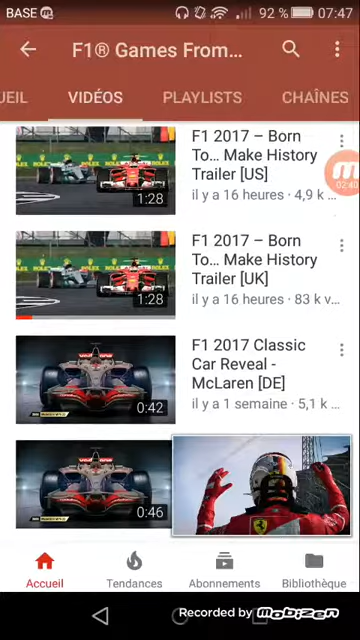 BASE 92 % 07:47
F1® Games From...
UEIL VIDÉOS PLAYLISTS CHAÎNES
F1 2017 – Born
To... Make History
Trailer [US]
il y a 16 heures · 4,9 k ...
1:28
02:40
F1 2017 – Born
To... Make History
Trailer [UK]
il y a 16 heures · 83 k v...
1:28
F1 2017 Classic
Car Reveal -
McLaren [DE]
il y a 1 semaine · 5,1 k ...
0:42
0:46
Accueil Tendances Abonnements Bibliothèque
Recorded by Mobizen